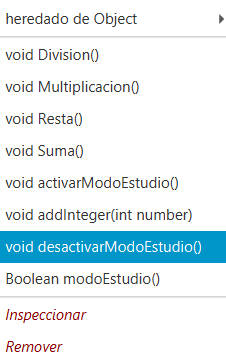 heredado de Object
void Division()
void Multiplicacion()
void Resta()
void Suma()
void activarModoEstudio()
void addInteger(int number)
void desactivarModoEstudio()
Boolean modoEstudio()
Inspeccionar
Remover